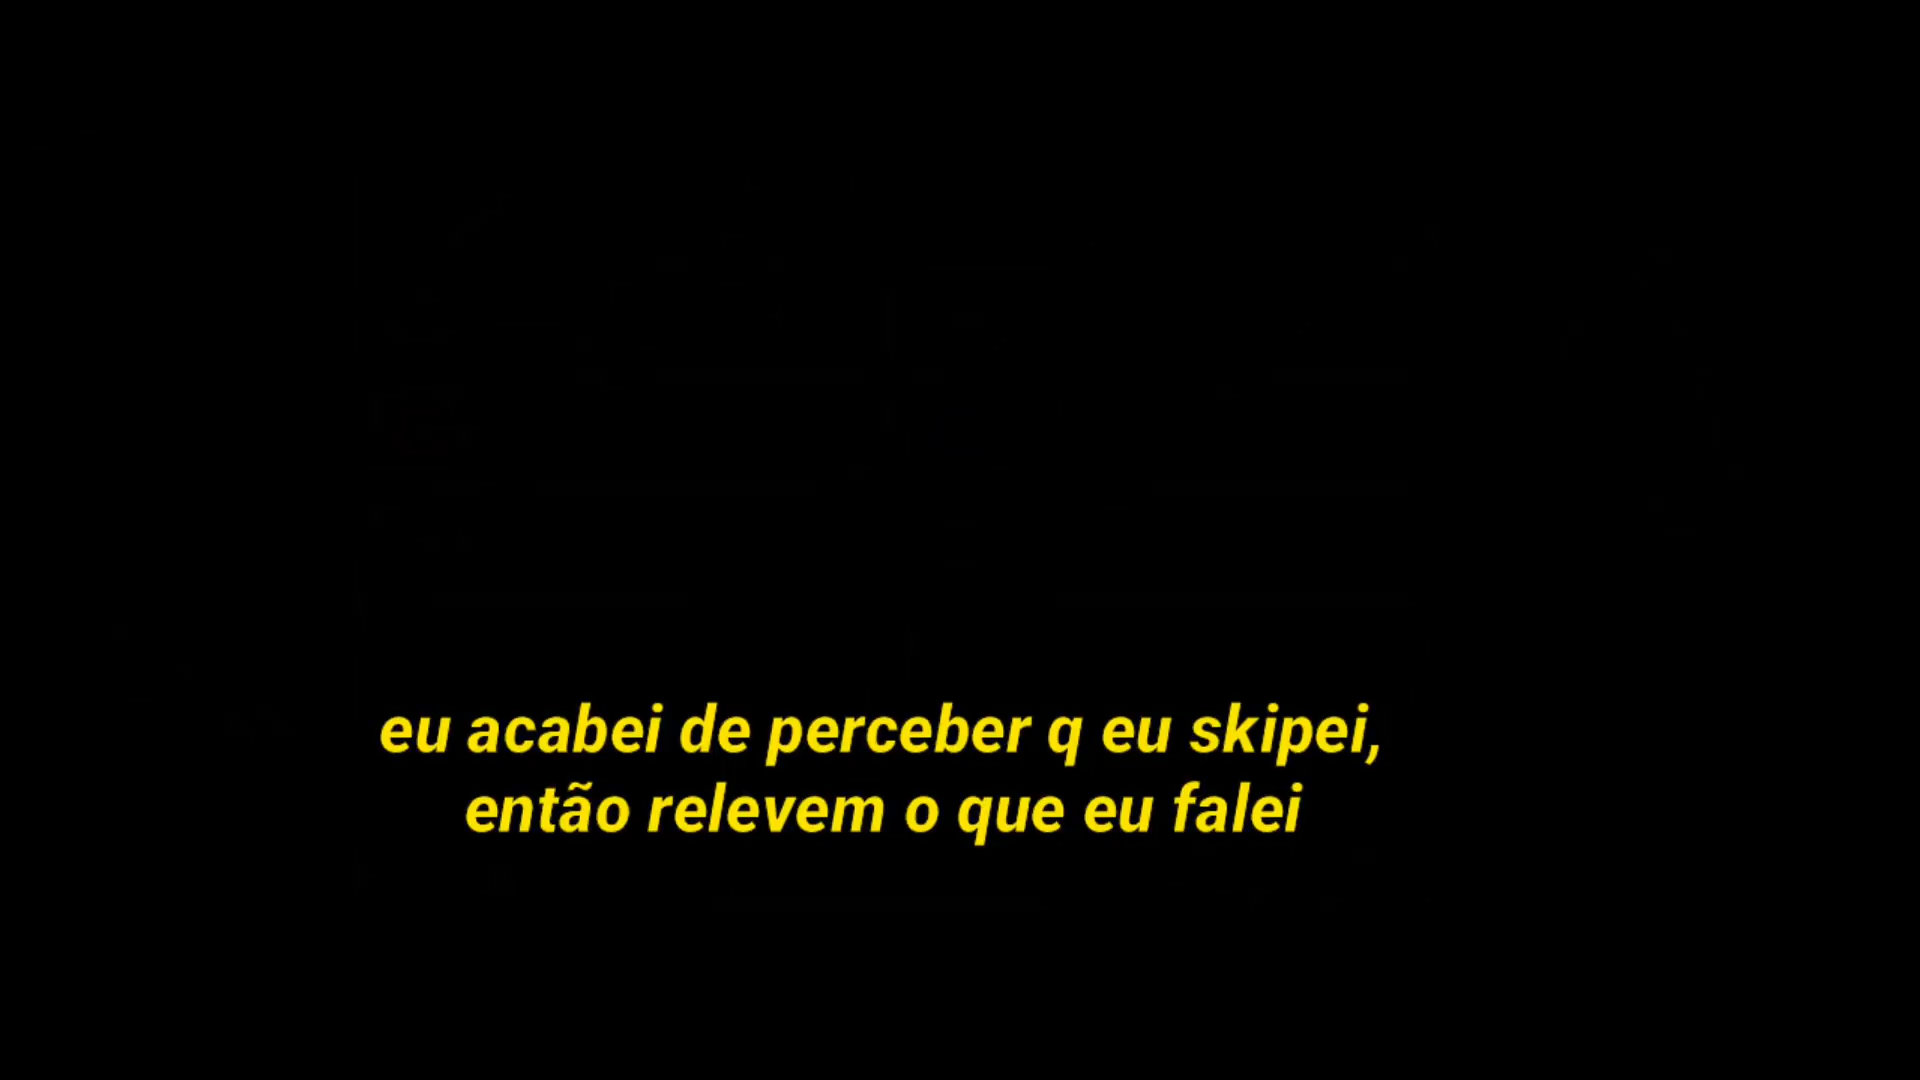 eu acabei de perceber q eu skipei,
então relevem o que eu falei